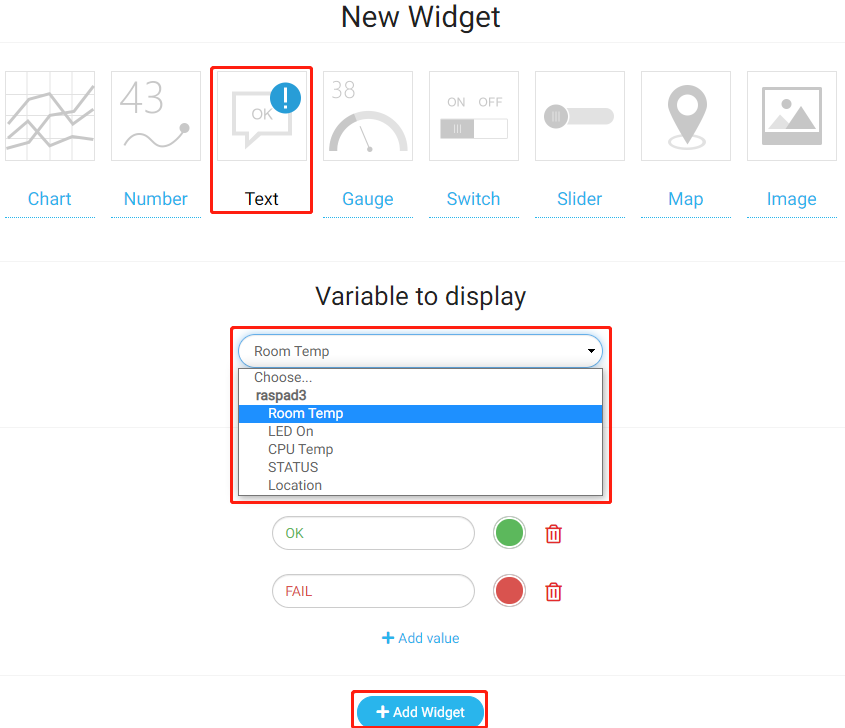 New Widget
43
OK
!
38
ON OFF
Chart Number Text Gauge Switch Slider Map Image
Variable to display
Room Temp
Choose...
raspad3
Room Temp
LED On
CPU Temp
STATUS
Location
OK
FAIL
+ Add value
+ Add Widget